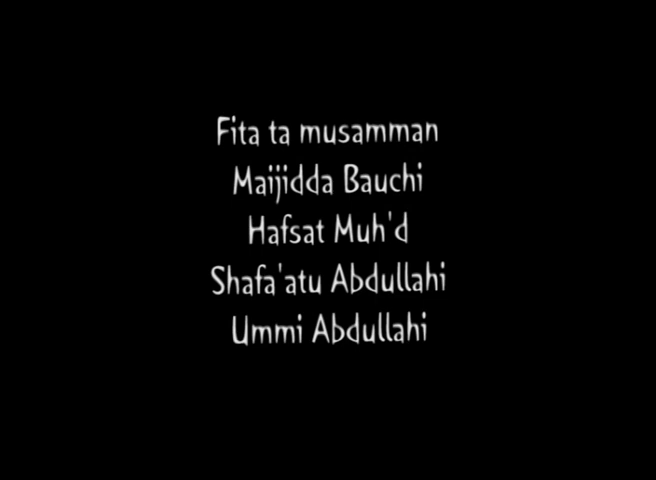 Fita ta musamman
Maijidda Bauchi
Hafsat Muh'd
Shafa'atu Abdullahi
Ummi Abdullahi